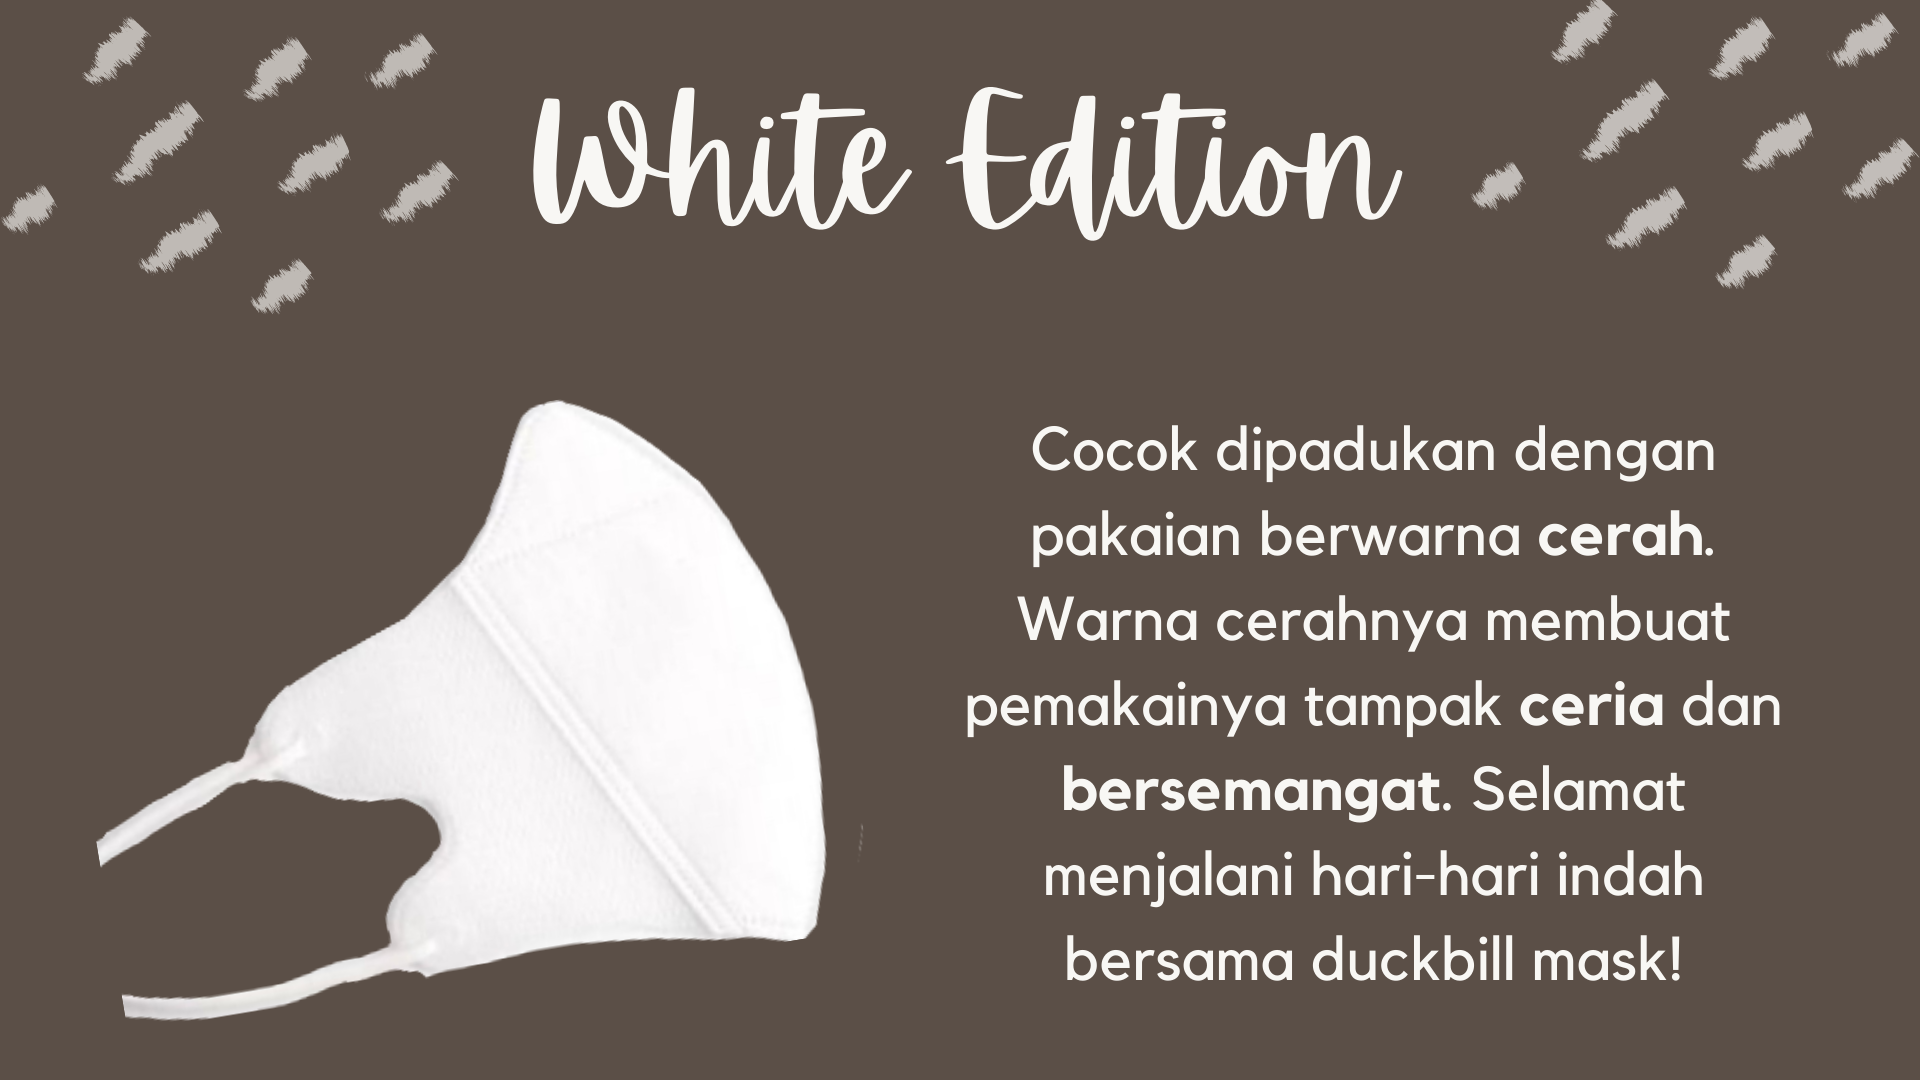 White Edition
Cocok dipadukan dengan
pakaian berwarna cerah.
Warna cerahnya membuat
pemakainya tampak ceria dan
bersemangat. Selamat
menjalani hari-hari indah
bersama duckbill mask!